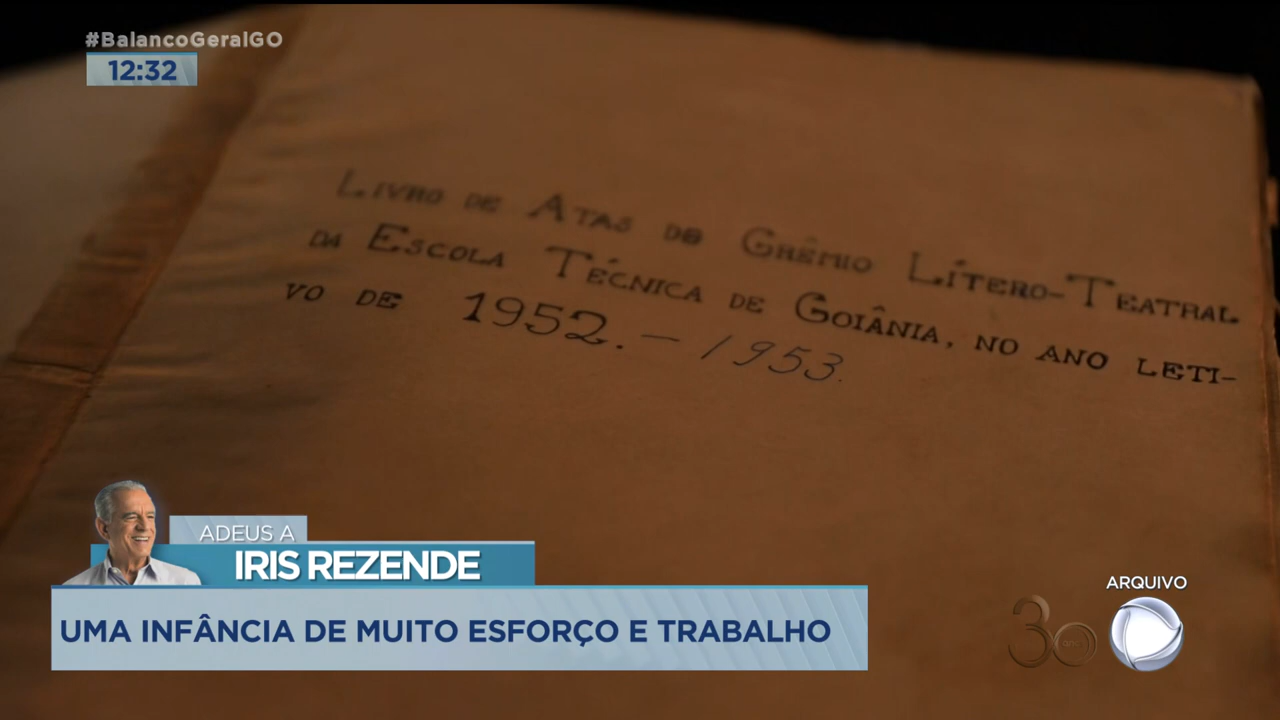 #BalancoGeralGO
12:32
LIVRO DE ATAS DO GRÊMIO LÍTERO-TEATRAL
DA ESCOLA TÉCNICA DE GOIÂNIA, NO ANO LETI-
VO DE 1952. - 1953.
ADEUS A
IRIS REZENDE
UMA INFÂNCIA DE MUITO ESFORÇO E TRABALHO
ARQUIVO
30